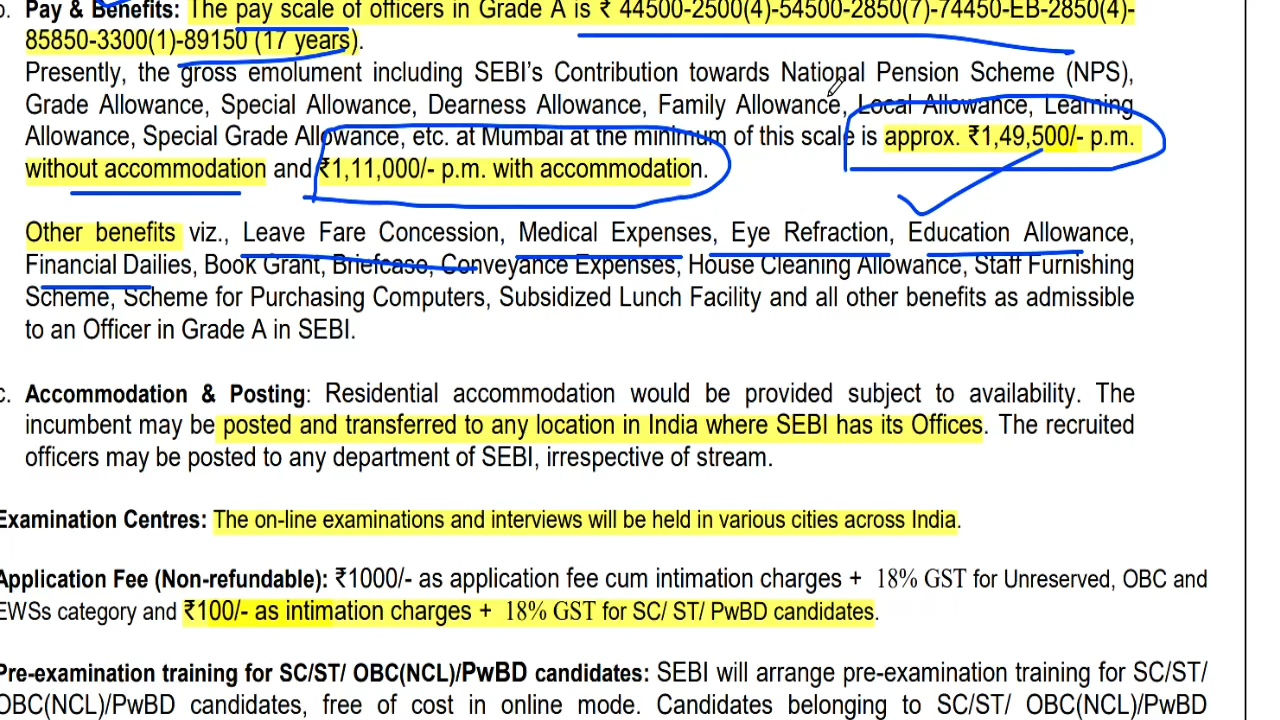 b. Pay & Benefits: The pay scale of officers in Grade A is ₹ 44500-2500(4)-54500-2850(7)-74450-EB-2850(4)-
85850-3300(1)-89150 (17 years).
Presently, the gross emolument including SEBI’s Contribution towards National Pension Scheme (NPS),
Grade Allowance, Special Allowance, Dearness Allowance, Family Allowance, Local Allowance, Learning
Allowance, Special Grade Allowance, etc. at Mumbai at the minimum of this scale is approx. ₹1,49,500/- p.m.
without accommodation and ₹1,11,000/- p.m. with accommodation.
Other benefits viz., Leave Fare Concession, Medical Expenses, Eye Refraction, Education Allowance,
Financial Dailies, Book Grant, Briefcase, Conveyance Expenses, House Cleaning Allowance, Staff Furnishing
Scheme, Scheme for Purchasing Computers, Subsidized Lunch Facility and all other benefits as admissible
to an Officer in Grade A in SEBI.
c. Accommodation & Posting: Residential accommodation would be provided subject to availability. The
incumbent may be posted and transferred to any location in India where SEBI has its Offices. The recruited
officers may be posted to any department of SEBI, irrespective of stream.
Examination Centres: The on-line examinations and interviews will be held in various cities across India.
Application Fee (Non-refundable): ₹1000/- as application fee cum intimation charges + 18% GST for Unreserved, OBC and
EWSs category and ₹100/- as intimation charges + 18% GST for SC/ ST/ PwBD candidates.
Pre-examination training for SC/ST/ OBC(NCL)/PwBD candidates: SEBI will arrange pre-examination training for SC/ST/
OBC(NCL)/PwBD candidates, free of cost in online mode. Candidates belonging to SC/ST/ OBC(NCL)/PwBD